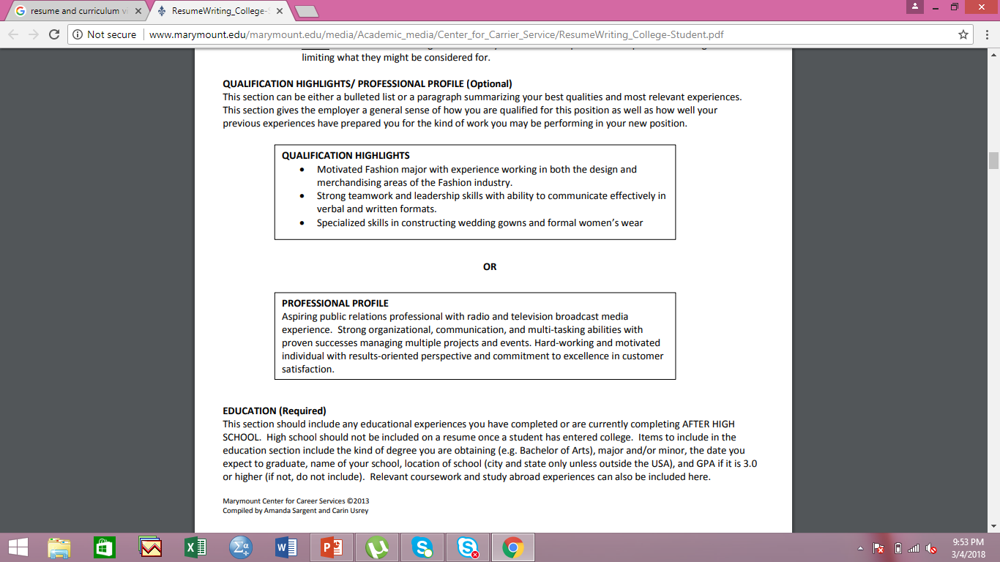 resume and curriculum vi
ResumeWriting_College-S
Not secure
www.marymount.edu/marymount.edu/media/Academic_media/Center_for_Carrier_Service/ResumeWriting_College-Student.pdf
limiting what they might be considered for.
QUALIFICATION HIGHLIGHTS/ PROFESSIONAL PROFILE (Optional)
This section can be either a bulleted list or a paragraph summarizing your best qualities and most relevant experiences.
This section gives the employer a general sense of how you are qualified for this position as well as how well your
previous experiences have prepared you for the kind of work you may be performing in your new position.
QUALIFICATION HIGHLIGHTS
• Motivated Fashion major with experience working in both the design and
merchandising areas of the Fashion industry.
• Strong teamwork and leadership skills with ability to communicate effectively in
verbal and written formats.
• Specialized skills in constructing wedding gowns and formal women's wear
OR
PROFESSIONAL PROFILE
Aspiring public relations professional with radio and television broadcast media
experience. Strong organizational, communication, and multi-tasking abilities with
proven successes managing multiple projects and events. Hard-working and motivated
individual with results-oriented perspective and commitment to excellence in customer
satisfaction.
EDUCATION (Required)
This section should include any educational experiences you have completed or are currently completing AFTER HIGH
SCHOOL. High school should not be included on a resume once a student has entered college. Items to include in the
education section include the kind of degree you are obtaining (e.g. Bachelor of Arts), major and/or minor, the date you
expect to graduate, name of your school, location of school (city and state only unless outside the USA), and GPA if it is 3.0
or higher (if not, do not include). Relevant coursework and study abroad experiences can also be included here.
Marymount Center for Career Services ©2013
Compiled by Amanda Sargent and Carin Usrey
9:53 PM
3/4/2018